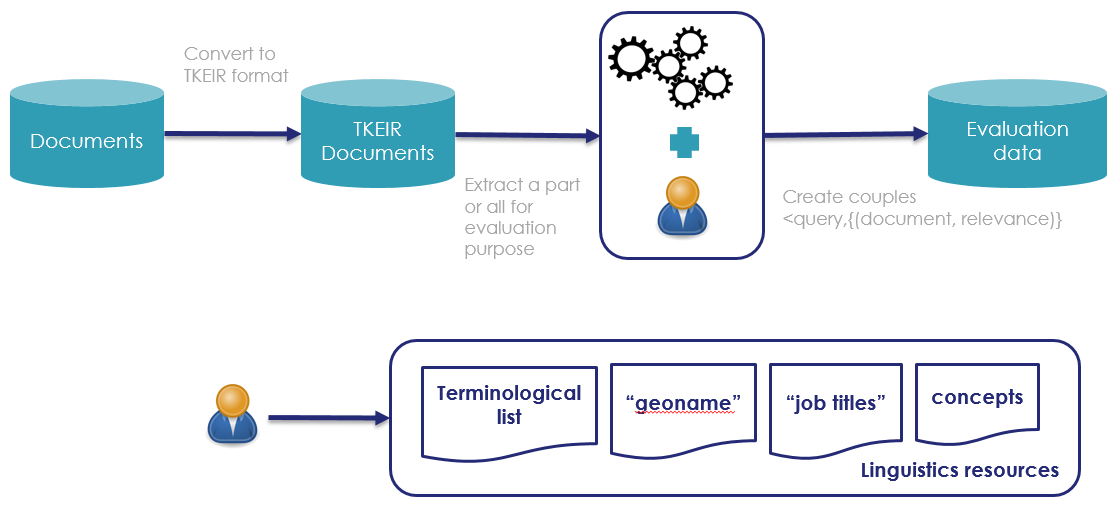 Convert to
TKEIR format
Documents
TKEIR
Documents
Extract a part
or all for
evaluation
purpose
Create couples
<query,{(document, relevance)}
Evaluation
data
Terminological
list
“geoname”
“job titles”
concepts
Linguistics resources